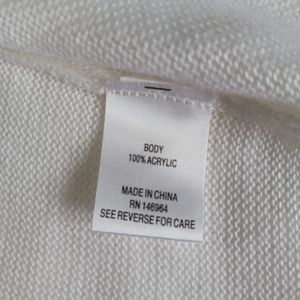 BODY
100% ACRYLIC
MADE IN CHINA
RN 146964
SEE REVERSE FOR CARE